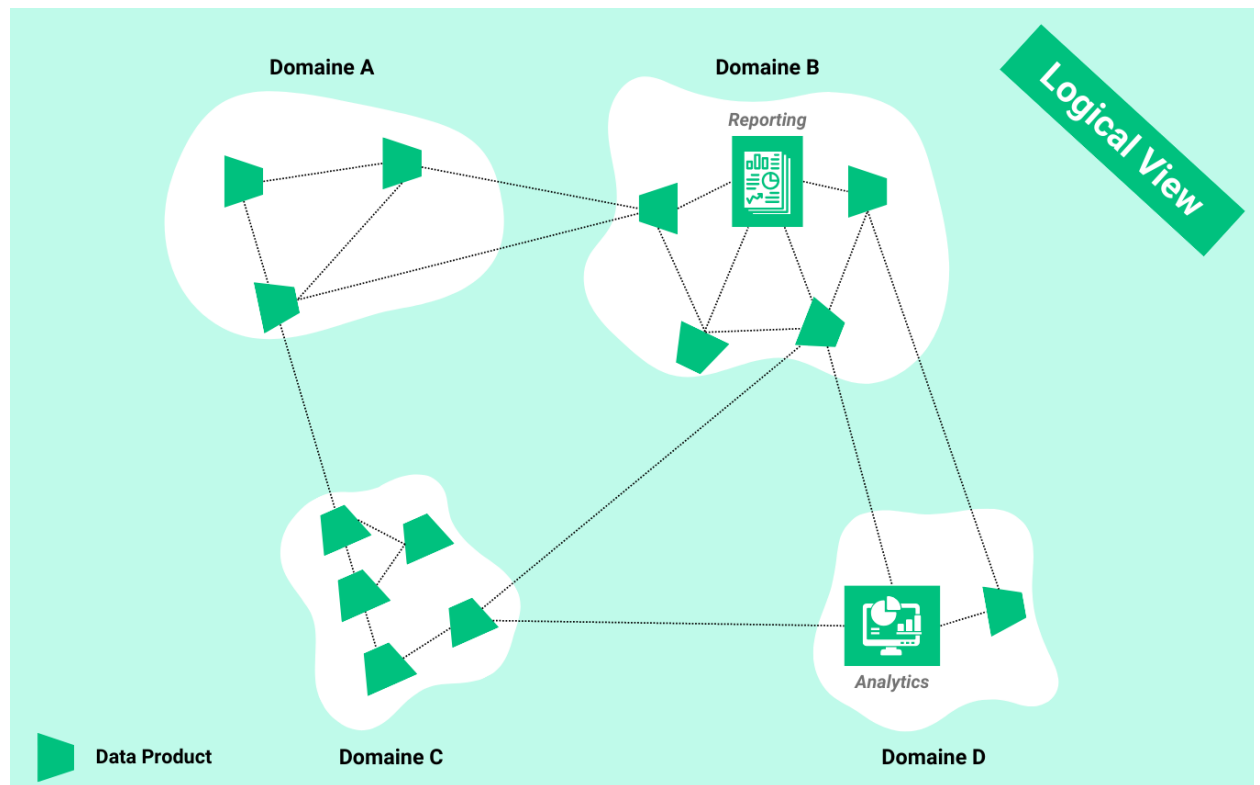 Domaine A
Domaine B
Logical View
Reporting
Analytics
Data Product
Domaine C
Domaine D